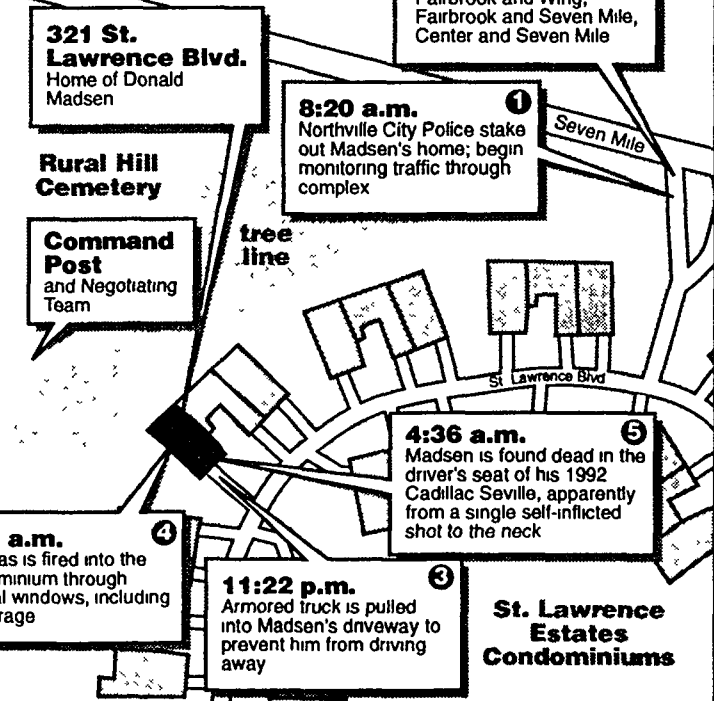 Fairbrook and Wing,
Fairbrook and Seven Mile,
Center and Seven Mile
321 St.
Lawrence Blvd.
Home of Donald
Madsen
8:20 a.m. 1
Northville City Police stake
out Madsen's home; begin
monitoring traffic through
complex
Seven Mile
Rural Hill
Cemetery
tree
line
Command
Post
and Negotiating
Team
St Lawrence Blvd
4:36 a.m. 5
Madsen is found dead in the
driver's seat of his 1992
Cadillac Seville, apparently
from a single self-inflicted
shot to the neck
a.m. 4
as is fired into the
minium through
l windows, including
rage
11:22 p.m. 3
Armored truck is pulled
into Madsen's driveway to
prevent him from driving
away
St. Lawrence
Estates
Condominiums